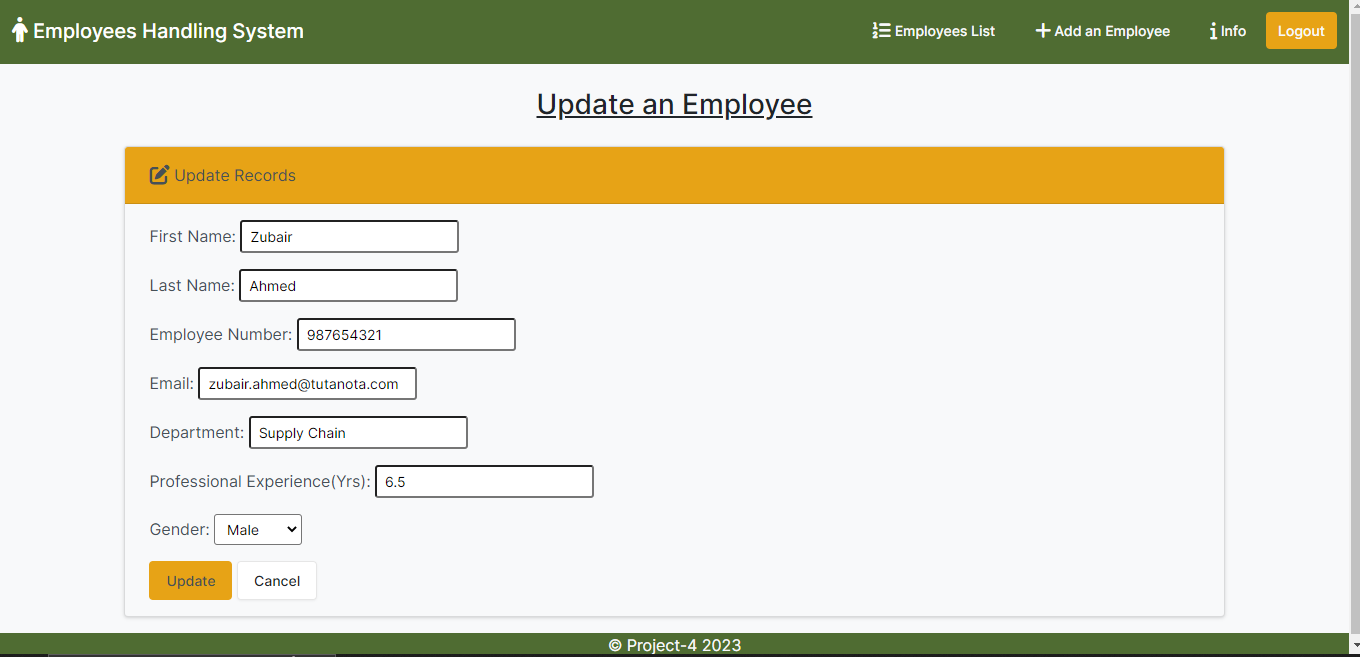 Employees Handling System
Employees List
Add an Employee
Info
Logout
Update an Employee
Update Records
First Name: Zubair
Last Name: Ahmed
Employee Number: 987654321
Email: zubair.ahmed@tutanota.com
Department: Supply Chain
Professional Experience(Yrs): 6.5
Gender: Male
Update Cancel
© Project-4 2023